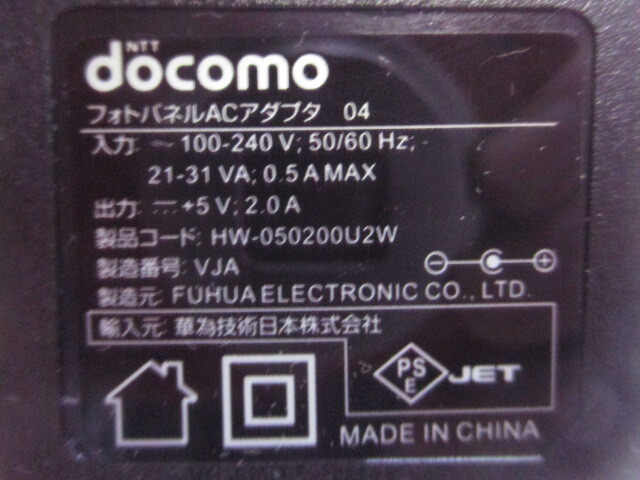 NTT
döcomo
フォトパネルACアダプタ 04
入力: ~ 100-240 V; 50/60 Hz;
21-31 VA; 0.5 A MAX
出力: ⎓ +5 V; 2.0 A
製品コード: HW-050200U2W
製造番号: VJA
製造元: FUHUA ELECTRONIC CO., LTD.
輸入元: 華為技術日本株式会社
PS
E
JET
MADE IN CHINA